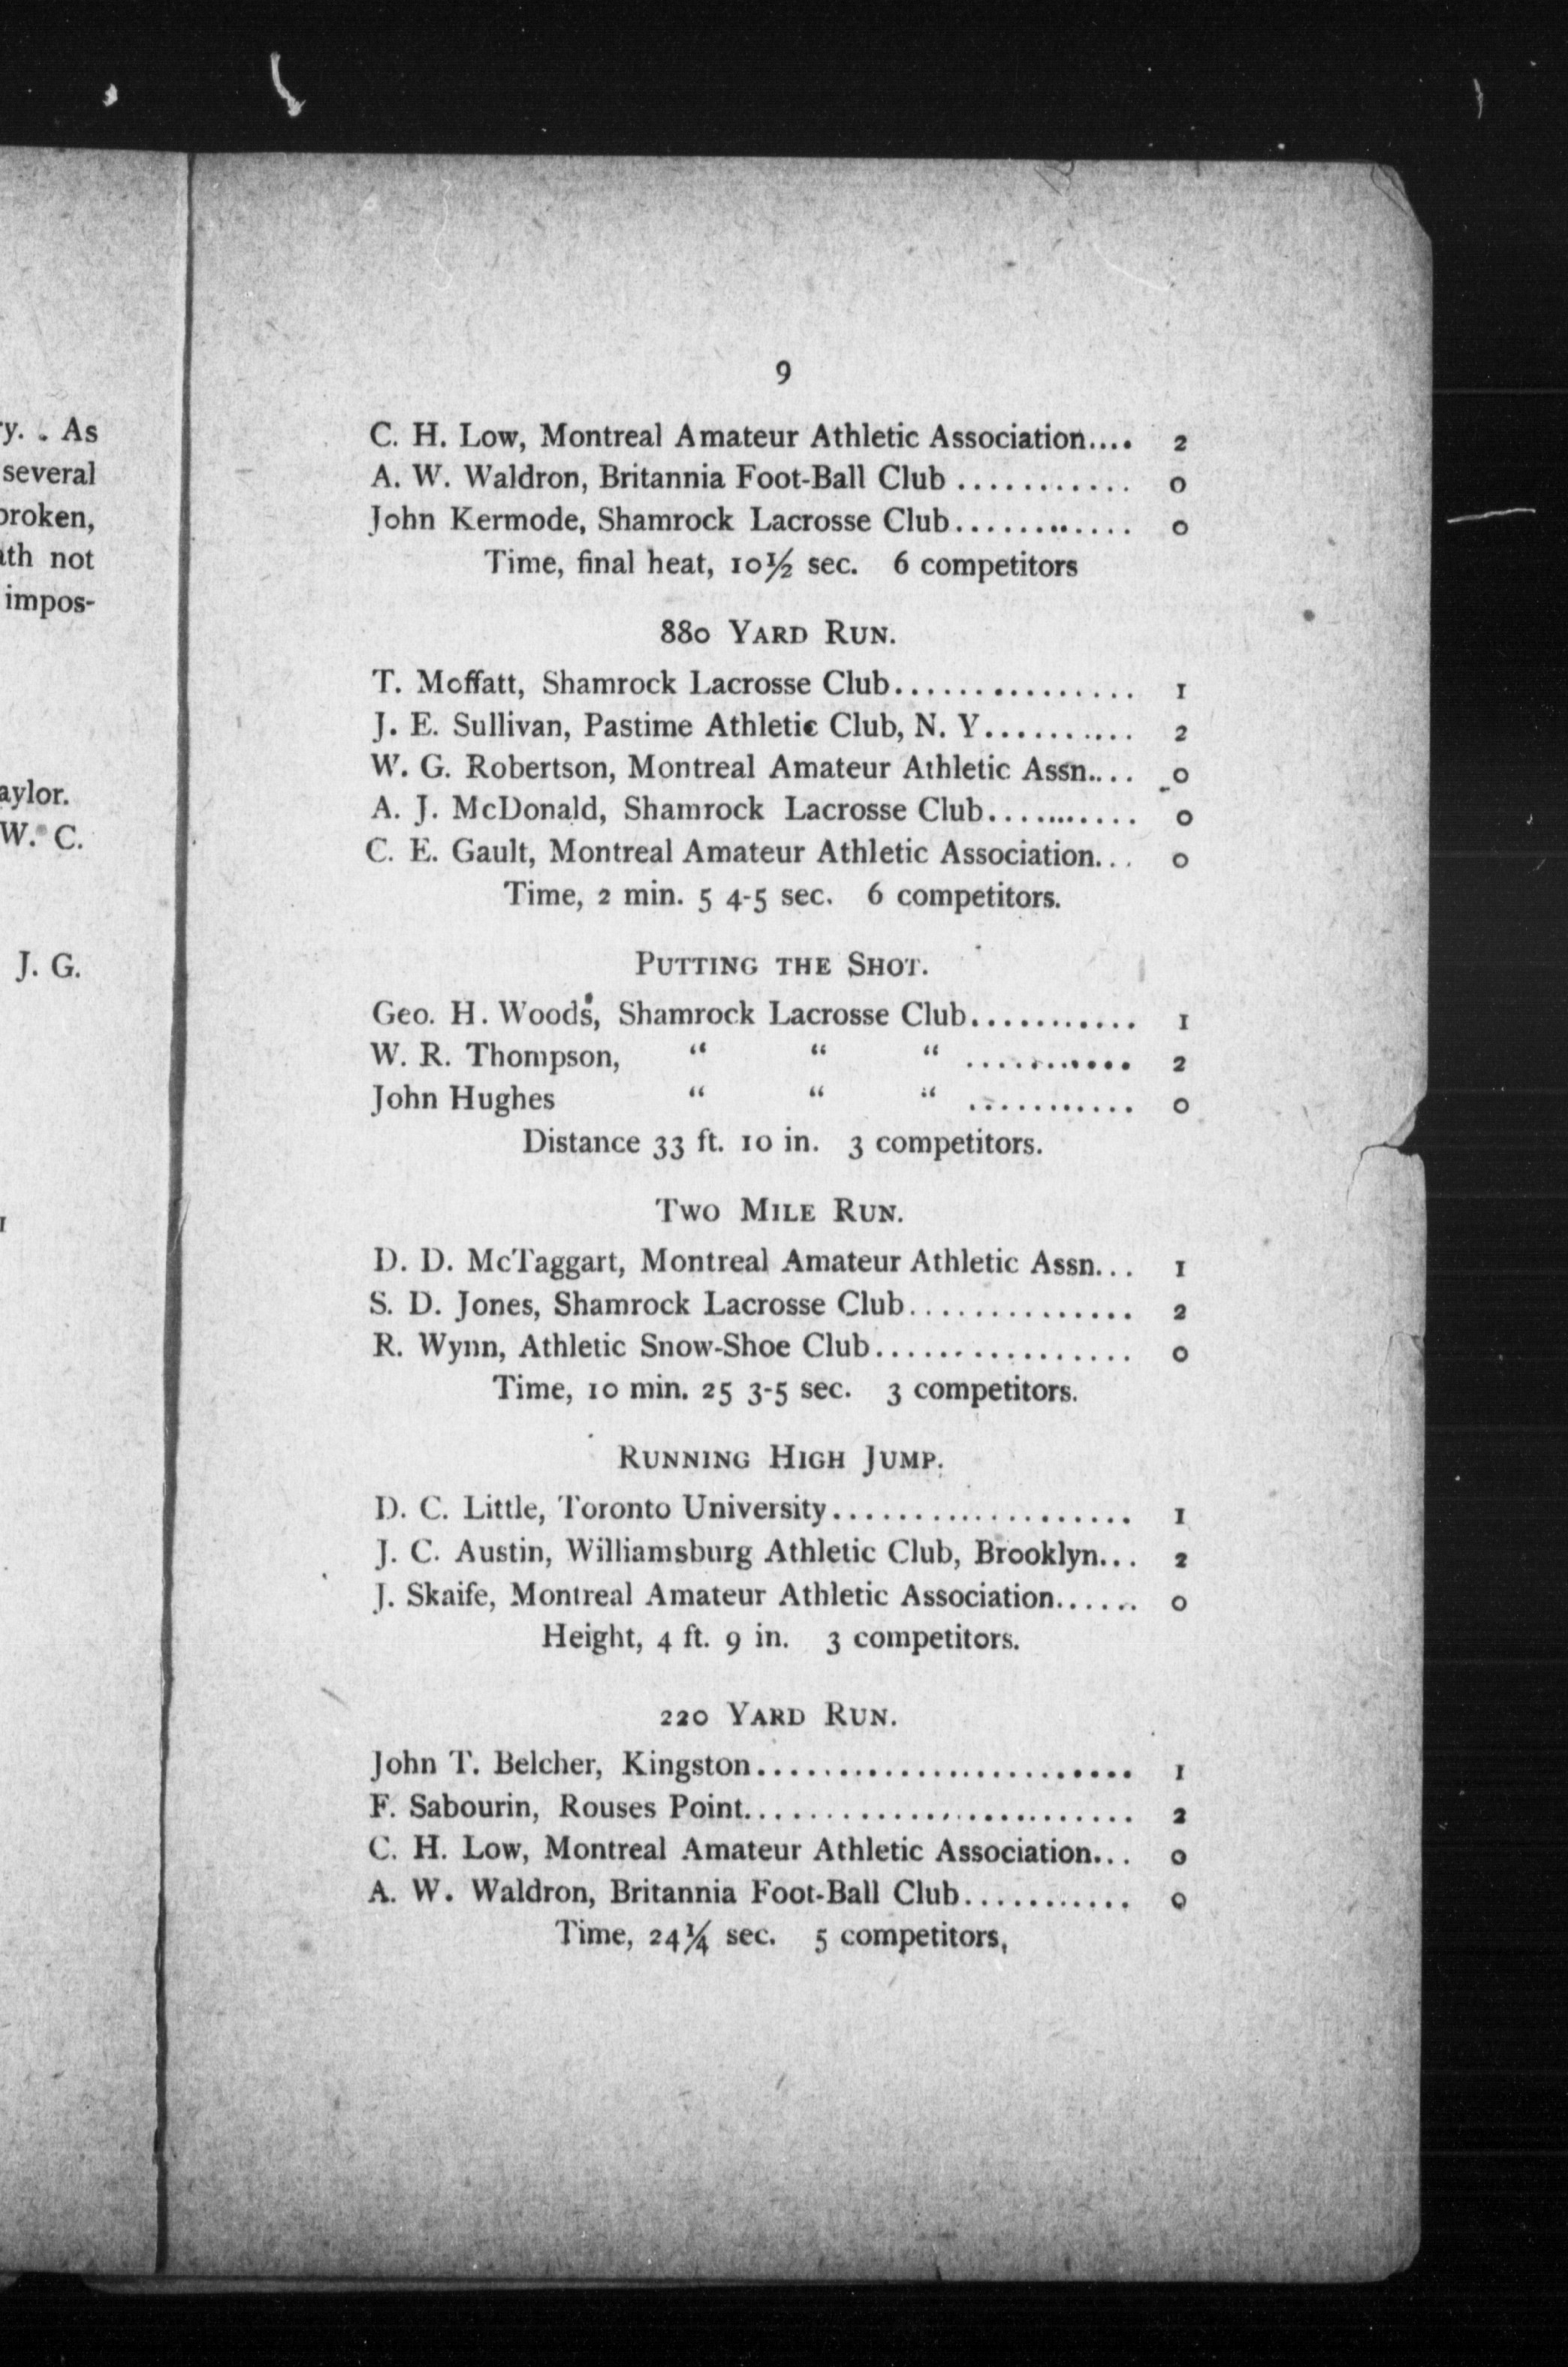 y. . As
several
broken,
ath not
impos-
aylor.
W. C.
J. G.
9
C. H. Low, Montreal Amateur Athletic Association.... 2
A. W. Waldron, Britannia Foot-Ball Club ........... 0
John Kermode, Shamrock Lacrosse Club............ 0
Time, final heat, 10½ sec. 6 competitors
880 YARD RUN.
T. Moffatt, Shamrock Lacrosse Club............... 1
J. E. Sullivan, Pastime Athletic Club, N. Y.......... 2
W. G. Robertson, Montreal Amateur Athletic Assn.... 0
A. J. McDonald, Shamrock Lacrosse Club........... 0
C. E. Gault, Montreal Amateur Athletic Association... 0
Time, 2 min. 5 4-5 sec. 6 competitors.
PUTTING THE SHOT.
Geo. H. Woods, Shamrock Lacrosse Club........... 1
W. R. Thompson, “ “ “ ........... 2
John Hughes “ “ “ ........... 0
Distance 33 ft. 10 in. 3 competitors.
TWO MILE RUN.
D. D. McTaggart, Montreal Amateur Athletic Assn... 1
S. D. Jones, Shamrock Lacrosse Club.............. 2
R. Wynn, Athletic Snow-Shoe Club................ 0
Time, 10 min. 25 3-5 sec. 3 competitors.
RUNNING HIGH JUMP.
D. C. Little, Toronto University................... 1
J. C. Austin, Williamsburg Athletic Club, Brooklyn... 2
J. Skaife, Montreal Amateur Athletic Association...... 0
Height, 4 ft. 9 in. 3 competitors.
220 YARD RUN.
John T. Belcher, Kingston........................ 1
F. Sabourin, Rouses Point......................... 2
C. H. Low, Montreal Amateur Athletic Association... 0
A. W. Waldron, Britannia Foot-Ball Club........... 0
Time, 24¼ sec. 5 competitors,